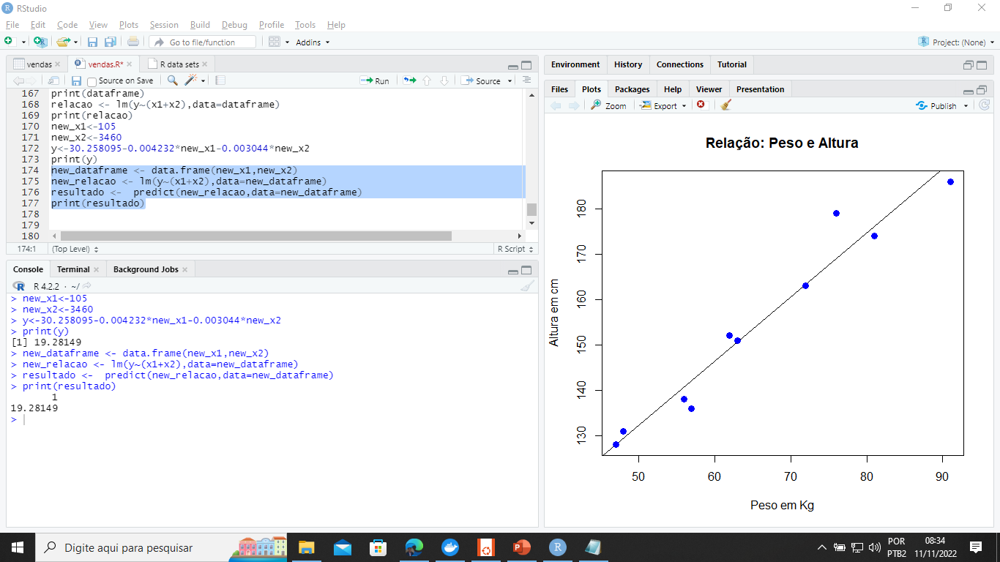 RStudio
File Edit Code View Plots Session Build Debug Profile Tools Help
Go to file/function Addins Project: (None)
vendas vendas.R* R data sets
Source on Save Run Source
167 print(dataframe)
168 relacao <- lm(y~(x1+x2),data=dataframe)
169 print(relacao)
170 new_x1<-105
171 new_x2<-3460
172 y<-30.258095-0.004232*new_x1-0.003044*new_x2
173 print(y)
174 new_dataframe <- data.frame(new_x1,new_x2)
175 new_relacao <- lm(y~(x1+x2),data=new_dataframe)
176 resultado <-  predict(new_relacao,data=new_dataframe)
177 print(resultado)
178
179
180
174:1 (Top Level) R Script
Console Terminal Background Jobs
R 4.2.2 · ~/
> new_x1<-105
> new_x2<-3460
> y<-30.258095-0.004232*new_x1-0.003044*new_x2
> print(y)
[1] 19.28149
> new_dataframe <- data.frame(new_x1,new_x2)
> new_relacao <- lm(y~(x1+x2),data=new_dataframe)
> resultado <-  predict(new_relacao,data=new_dataframe)
> print(resultado)
1
19.28149
>
Environment History Connections Tutorial
Files Plots Packages Help Viewer Presentation
Zoom Export Publish
Relação: Peso e Altura
Altura em cm
180
170
160
150
140
130
50 60 70 80 90
Peso em Kg
Digite aqui para pesquisar
POR
PTB2
08:34
11/11/2022